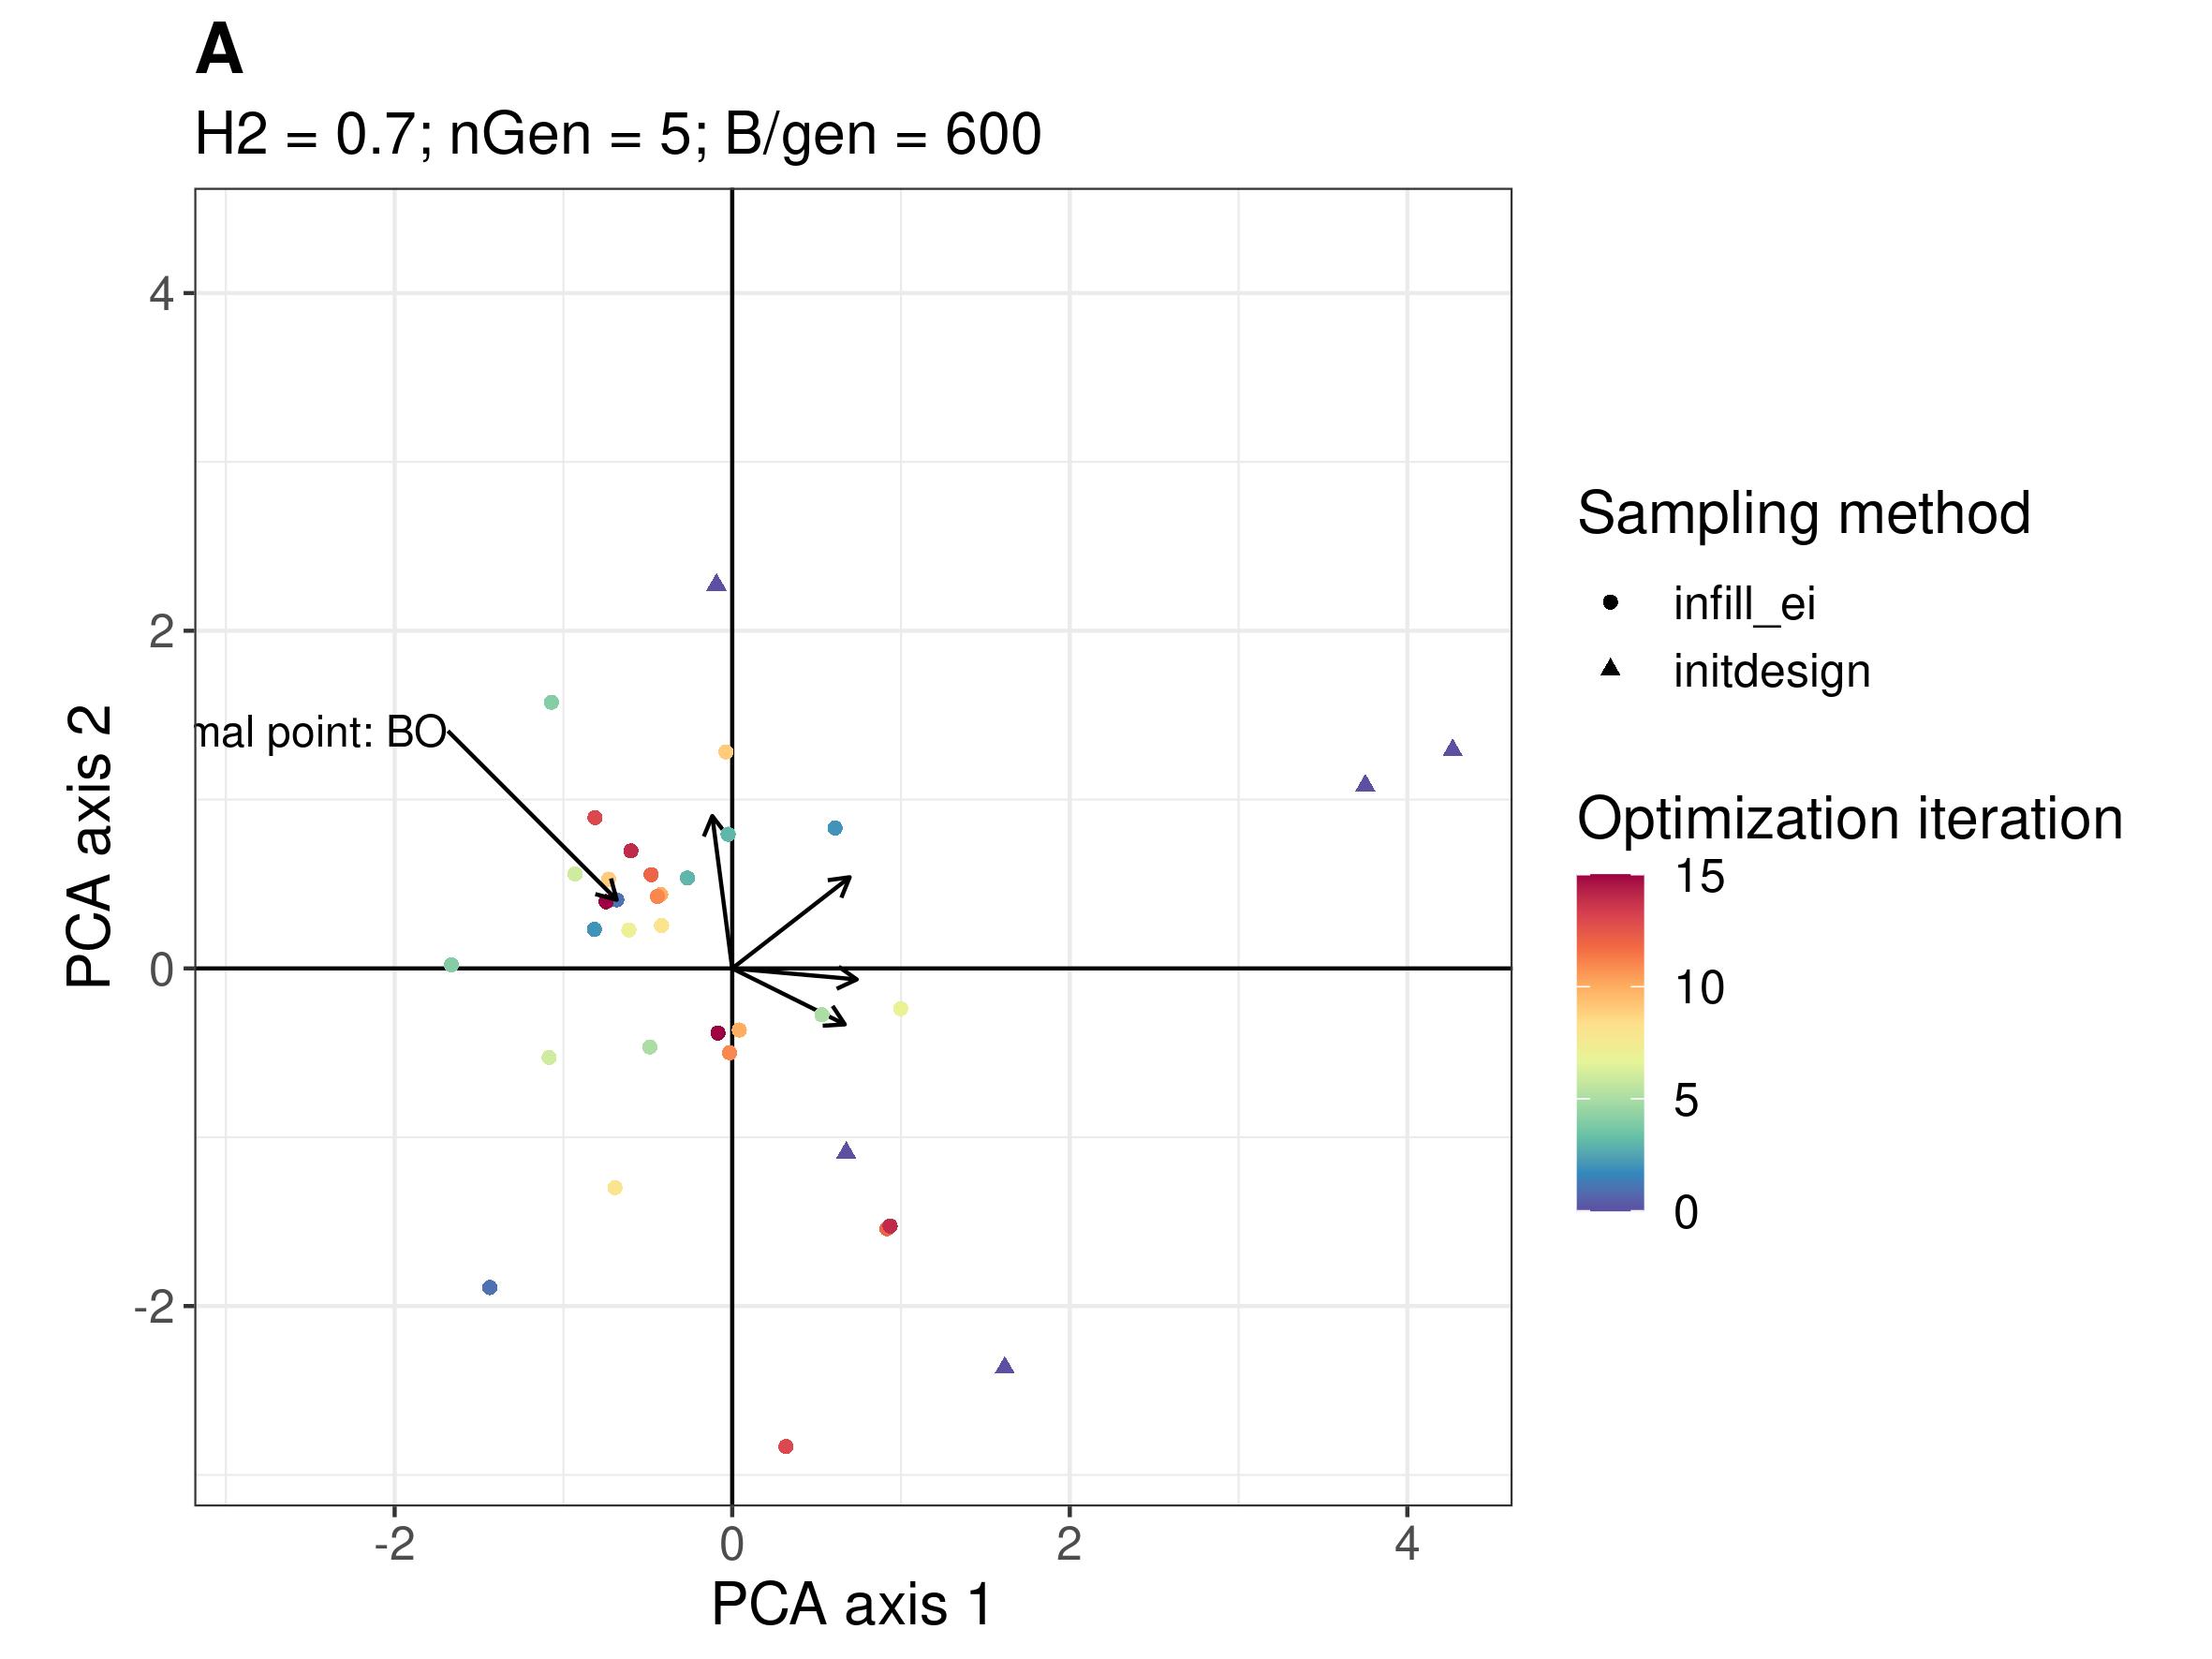 A
H2 = 0.7; nGen = 5; B/gen = 600
4
2
0
-2
PCA axis 2
mal point: BO
-2
0
2
4
PCA axis 1
Sampling method
infill_ei
initdesign
Optimization iteration
15
10
5
0